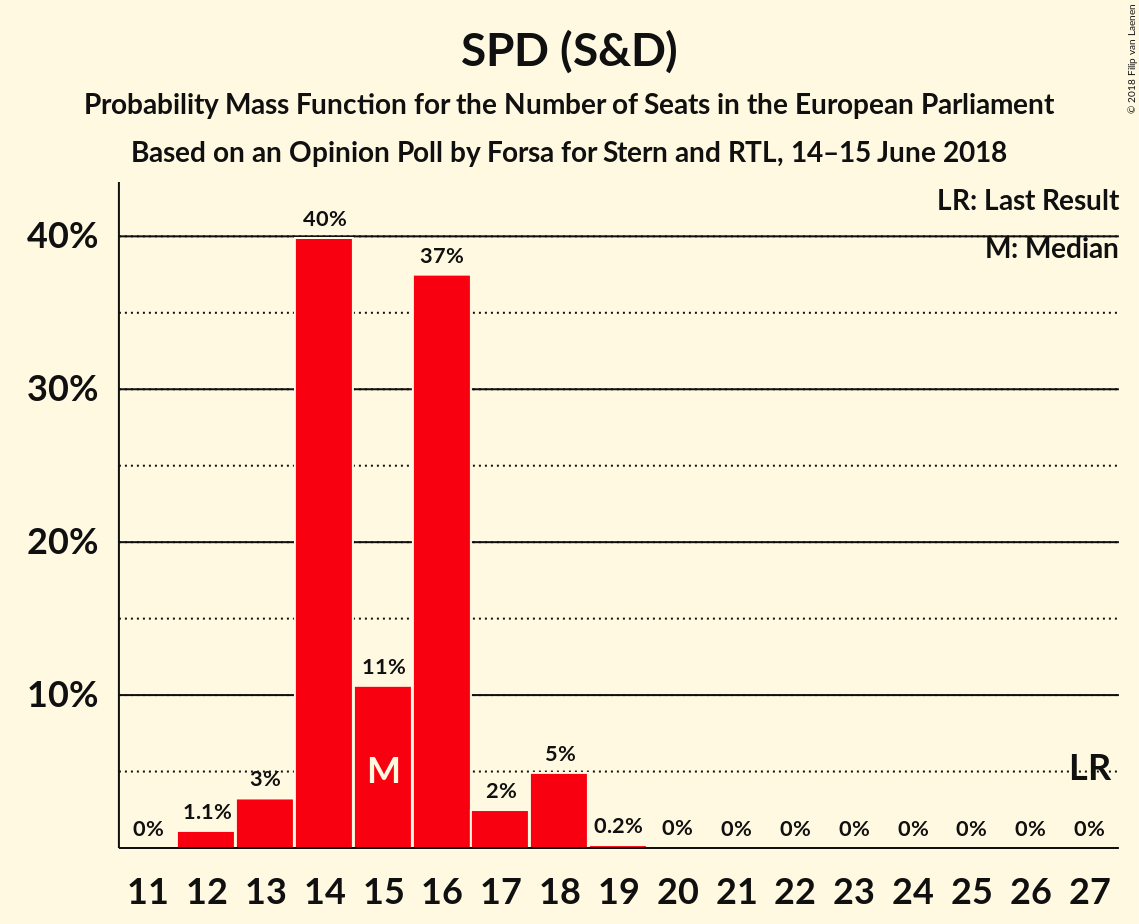 SPD (S&D)
Probability Mass Function for the Number of Seats in the European Parliament
Based on an Opinion Poll by Forsa for Stern and RTL, 14–15 June 2018
© 2018 Filip van Laenen
LR: Last Result
M: Median
40%
30%
20%
10%
0%
1.1%
3%
40%
11%
37%
2%
5%
0.2%
0%
0%
0%
0%
0%
0%
0%
0%
M
LR
11 12 13 14 15 16 17 18 19 20 21 22 23 24 25 26 27